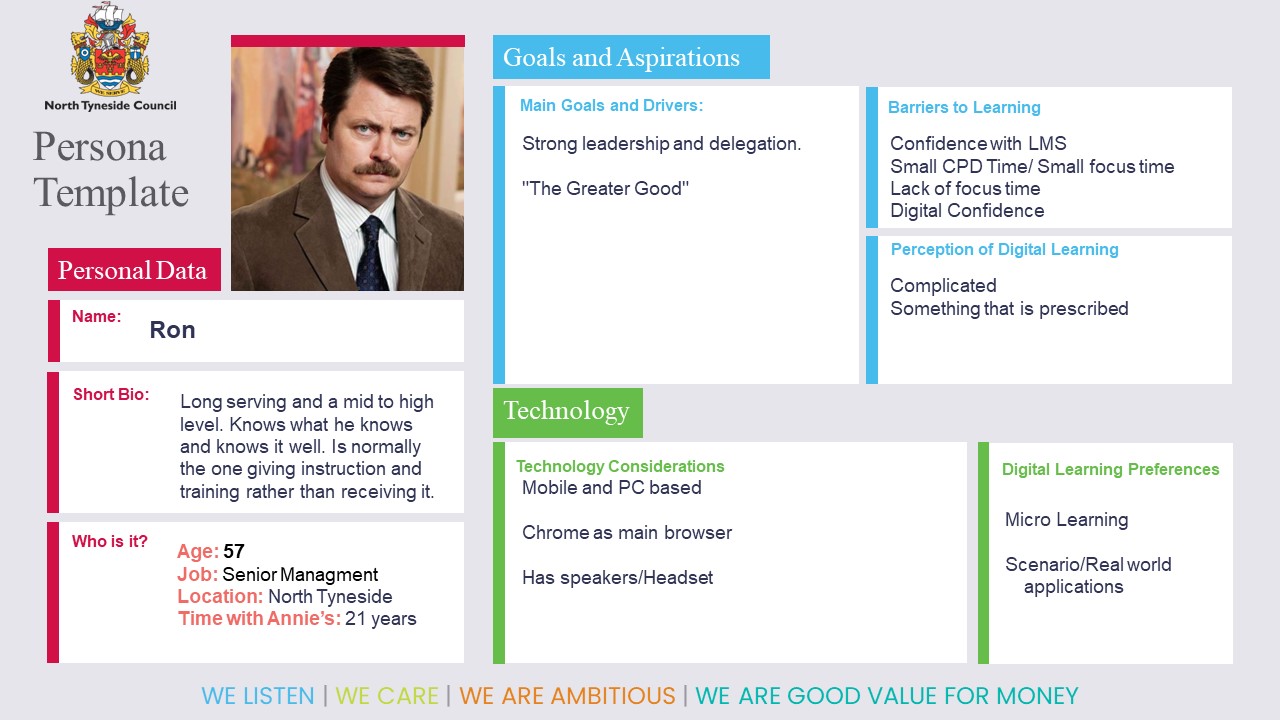 North Tyneside Council
Persona
Template
Personal Data
Name:
Ron
Short Bio:
Long serving and a mid to high
level. Knows what he knows
and knows it well. Is normally
the one giving instruction and
training rather than receiving it.
Who is it?
Age: 57
Job: Senior Managment
Location: North Tyneside
Time with Annie’s: 21 years
Goals and Aspirations
Main Goals and Drivers:
Strong leadership and delegation.
"The Greater Good"
Barriers to Learning
Confidence with LMS
Small CPD Time/ Small focus time
Lack of focus time
Digital Confidence
Perception of Digital Learning
Complicated
Something that is prescribed
Technology
Technology Considerations
Mobile and PC based
Chrome as main browser
Has speakers/Headset
Digital Learning Preferences
Micro Learning
Scenario/Real world
applications
WE LISTEN | WE CARE | WE ARE AMBITIOUS | WE ARE GOOD VALUE FOR MONEY